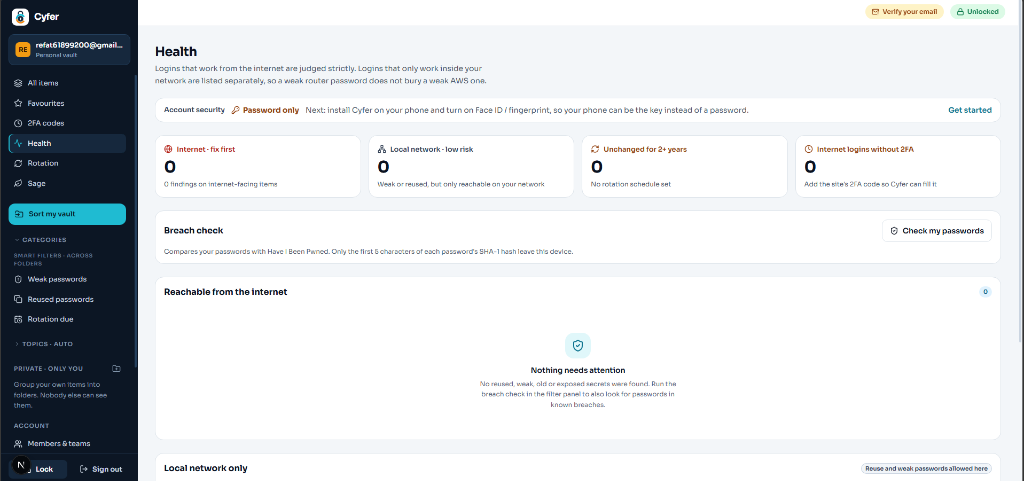 Cyfer
Verify your email
Unlocked
RE
refat61899200@gmail...
Personal vault
All items
Favourites
2FA codes
Health
Rotation
Sage
Sort my vault
CATEGORIES
SMART FILTERS · ACROSS
FOLDERS
Weak passwords
Reused passwords
Rotation due
TOPICS · AUTO
PRIVATE · ONLY YOU
Group your own items into
folders. Nobody else can see
them.
ACCOUNT
Members & teams
N
Lock
Sign out
Health
Logins that work from the internet are judged strictly. Logins that only work inside your
network are listed separately, so a weak router password does not bury a weak AWS one.
Account security
Password only
Next: install Cyfer on your phone and turn on Face ID / fingerprint, so your phone can be the key instead of a password.
Get started
Internet · fix first
0
0 findings on internet-facing items
Local network · low risk
0
Weak or reused, but only reachable on your network
Unchanged for 2+ years
0
No rotation schedule set
Internet logins without 2FA
0
Add the site's 2FA code so Cyfer can fill it
Breach check
Compares your passwords with Have I Been Pwned. Only the first 5 characters of each password's SHA-1 hash leave this device.
Check my passwords
Reachable from the internet
0
Nothing needs attention
No reused, weak, old or exposed secrets were found. Run the
breach check in the filter panel to also look for passwords in
known breaches.
Local network only
Reuse and weak passwords allowed here